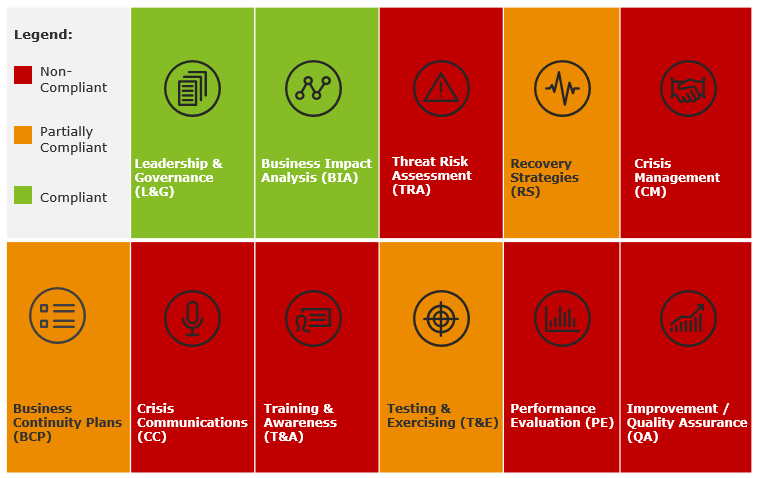 Legend:
Non-
Compliant
Partially
Compliant
Compliant
Leadership &
Governance
(L&G)
Business Impact
Analysis (BIA)
Threat Risk
Assessment
(TRA)
Recovery
Strategies
(RS)
Crisis
Management
(CM)
Business
Continuity Plans
(BCP)
Crisis
Communications
(CC)
Training &
Awareness
(T&A)
Testing &
Exercising (T&E)
Performance
Evaluation (PE)
Improvement /
Quality Assurance
(QA)